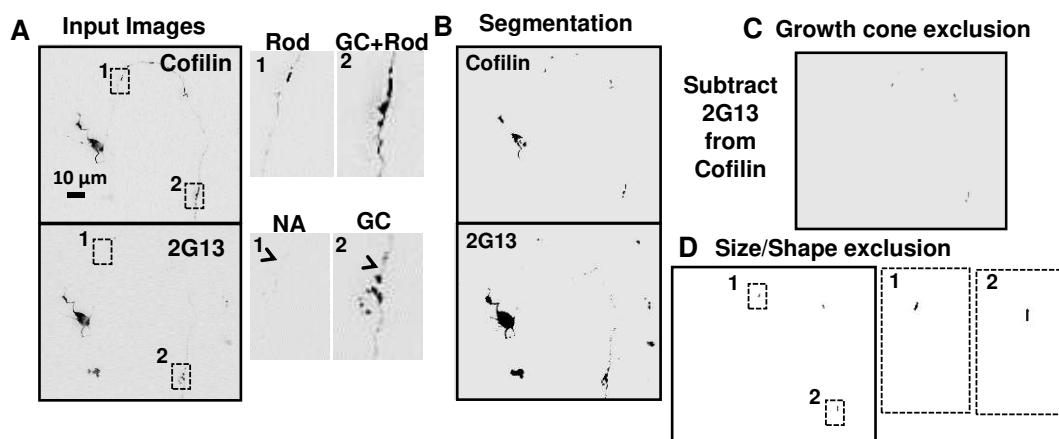 A Input Images
Cofilin
1
10 µm
2
2G13
1
2
Rod
1
GC+Rod
2
NA
1
GC
2
B Segmentation
Cofilin
2G13
C Growth cone exclusion
Subtract
2G13
from
Cofilin
D Size/Shape exclusion
1
2
1
2